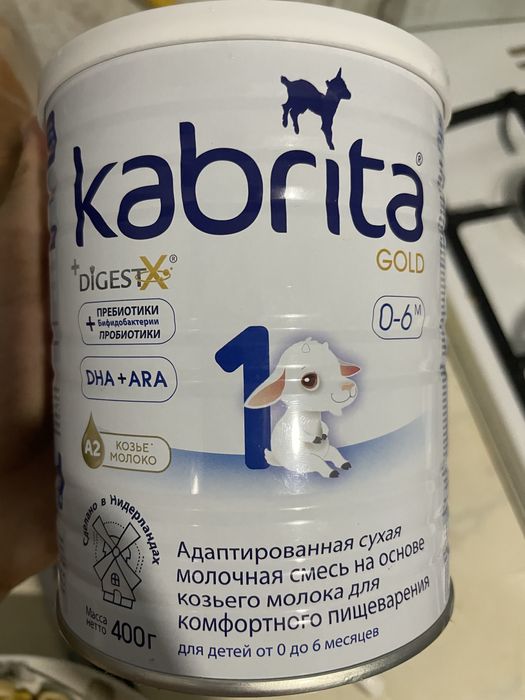 kabrita®
GOLD
+DIGESTX®
0-6 М
+ ПРЕБИОТИКИ
Бифидобактерии
ПРОБИОТИКИ
1
DHA + ARA
A2
КОЗЬЕ*
МОЛОКО
Сделано в Нидерландах
Масса
нетто 400г
Адаптированная сухая
молочная смесь на основе
козьего молока для
комфортного пищеварения
для детей от 0 до 6 месяцев